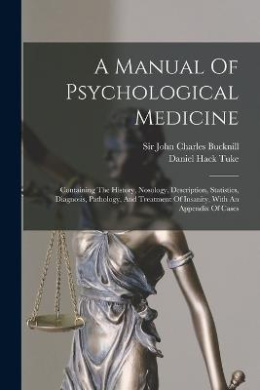 A Manual Of
Psychological
Medicine
Sir John Charles Bucknill
Daniel Hack Tuke
Containing The History, Nosology, Description, Statistics,
Diagnosis, Pathology, And Treatment Of Insanity. With An
Appendix Of Cases